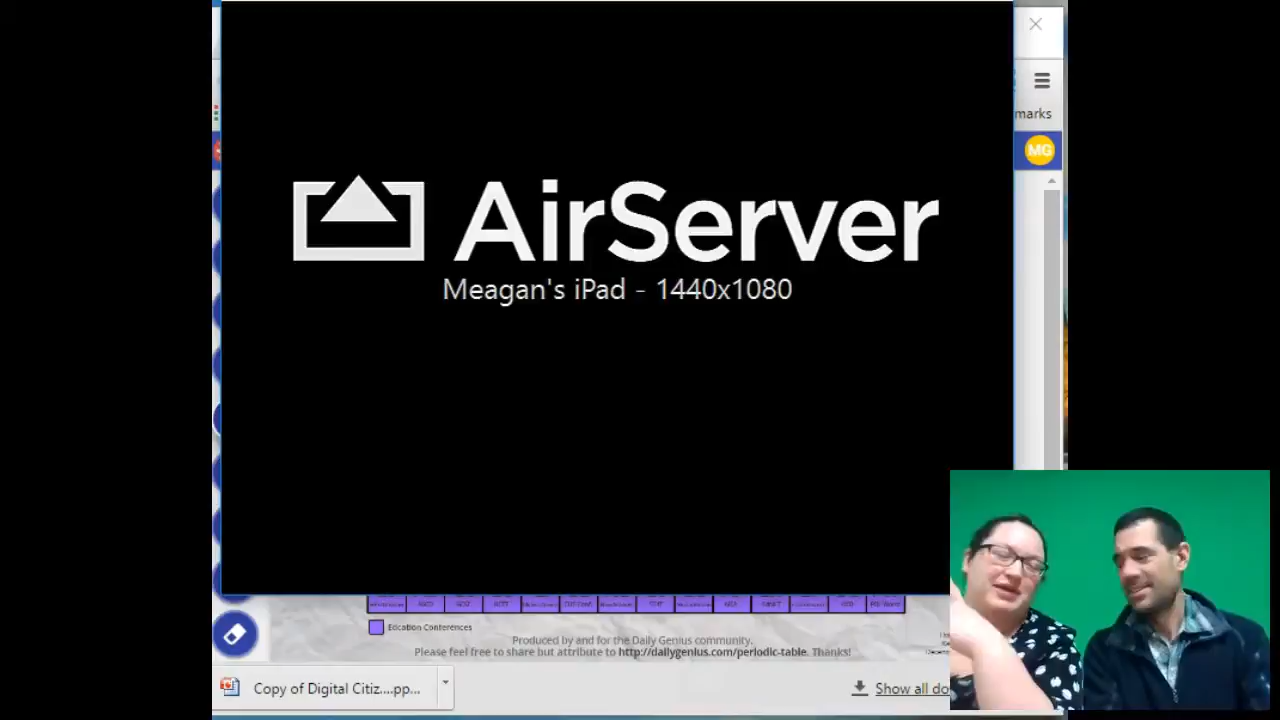 marks
MG
AirServer
Meagan's iPad - 1440x1080
Edcation Conferences
Produced by and for the Daily Genius community.
Please feel free to share but attribute to http://dailygenius.com/periodic-table. Thanks!
Copy of Digital Citiz....pp...
Show all do